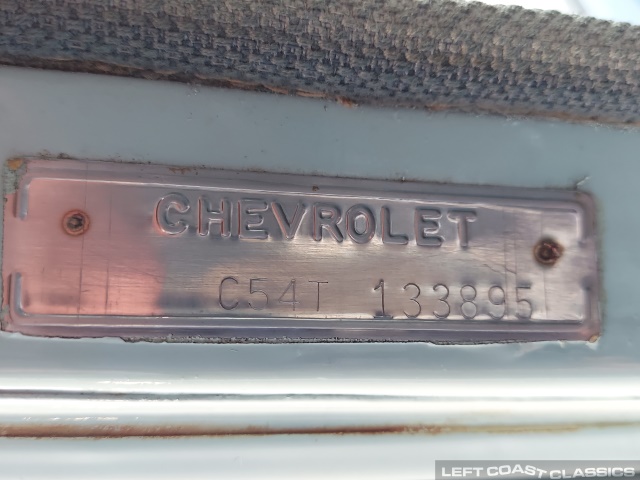 CHEVROLET
C54T 133895
LEFT COAST CLASSICS